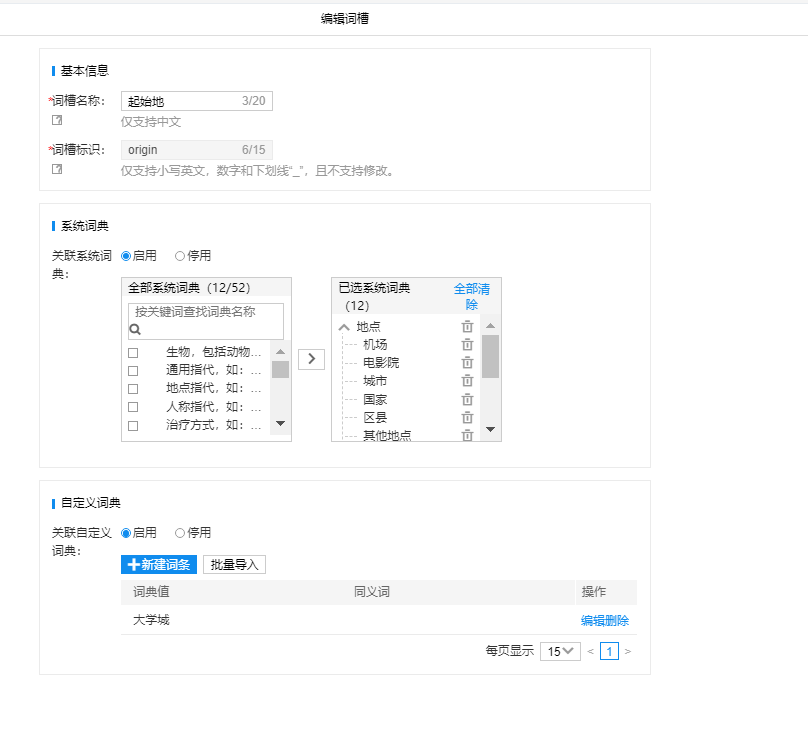 编辑词槽
基本信息
*词槽名称： 起始地 3/20
仅支持中文
*词槽标识： origin 6/15
仅支持小写英文，数字和下划线“_”，且不支持修改。
系统词典
关联系统词典： 启用 停用
全部系统词典（12/52）
按关键词查找词典名称
生物，包括动物...
通用指代，如：...
地点指代，如：...
人称指代，如：...
治疗方式，如：...
已选系统词典（12） 全部清除
地点
机场
电影院
城市
国家
区县
其他地点
自定义词典
关联自定义词典： 启用 停用
新建词条 批量导入
词典值 同义词 操作
大学城 编辑删除
每页显示 15 < 1 >